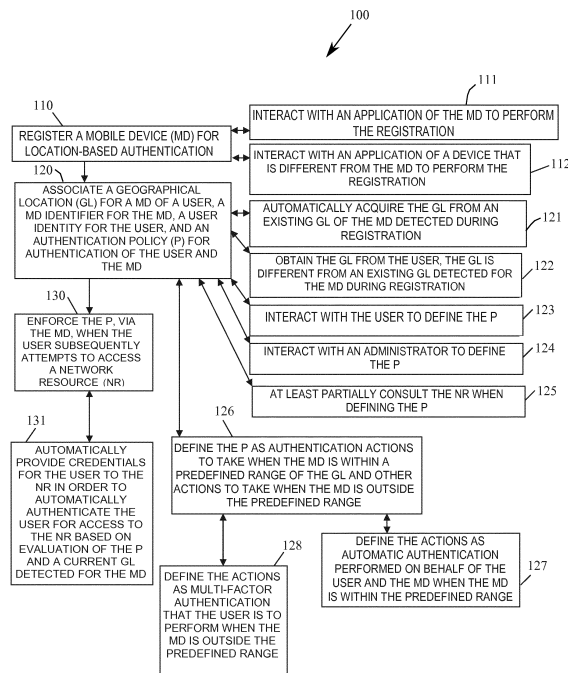 100
110
REGISTER A MOBILE DEVICE (MD) FOR
LOCATION-BASED AUTHENTICATION
111
INTERACT WITH AN APPLICATION OF THE MD TO PERFORM
THE REGISTRATION
INTERACT WITH AN APPLICATION OF A DEVICE THAT
IS DIFFERENT FROM THE MD TO PERFORM THE
REGISTRATION
112
120
ASSOCIATE A GEOGRAPHICAL
LOCATION (GL) FOR A MD OF A USER, A
MD IDENTIFIER FOR THE MD, A USER
IDENTITY FOR THE USER, AND AN
AUTHENTICATION POLICY (P) FOR
AUTHENTICATION OF THE USER AND
THE MD
AUTOMATICALLY ACQUIRE THE GL FROM AN
EXISTING GL OF THE MD DETECTED DURING
REGISTRATION
121
OBTAIN THE GL FROM THE USER, THE GL IS
DIFFERENT FROM AN EXISTING GL DETECTED FOR
THE MD DURING REGISTRATION
122
INTERACT WITH THE USER TO DEFINE THE P
123
INTERACT WITH AN ADMINISTRATOR TO DEFINE
THE P
124
AT LEAST PARTIALLY CONSULT THE NR WHEN
DEFINING THE P
125
130
ENFORCE THE P, VIA
THE MD, WHEN THE
USER SUBSEQUENTLY
ATTEMPTS TO ACCESS
A NETWORK
RESOURCE (NR)
131
AUTOMATICALLY
PROVIDE CREDENTIALS
FOR THE USER TO THE
NR IN ORDER TO
AUTOMATICALLY
AUTHENTICATE THE
USER FOR ACCESS TO
THE NR BASED ON
EVALUATION OF THE P
AND A CURRENT GL
DETECTED FOR THE MD
126
DEFINE THE P AS AUTHENTICATION ACTIONS
TO TAKE WHEN THE MD IS WITHIN A
PREDEFINED RANGE OF THE GL AND OTHER
ACTIONS TO TAKE WHEN THE MD IS OUTSIDE
THE PREDEFINED RANGE
128
DEFINE THE ACTIONS
AS MULTI-FACTOR
AUTHENTICATION
THAT THE USER IS TO
PERFORM WHEN THE
MD IS OUTSIDE THE
PREDEFINED RANGE
DEFINE THE ACTIONS AS
AUTOMATIC AUTHENTICATION
PERFORMED ON BEHALF OF THE
USER AND THE MD WHEN THE MD
IS WITHIN THE PREDEFINED RANGE
127